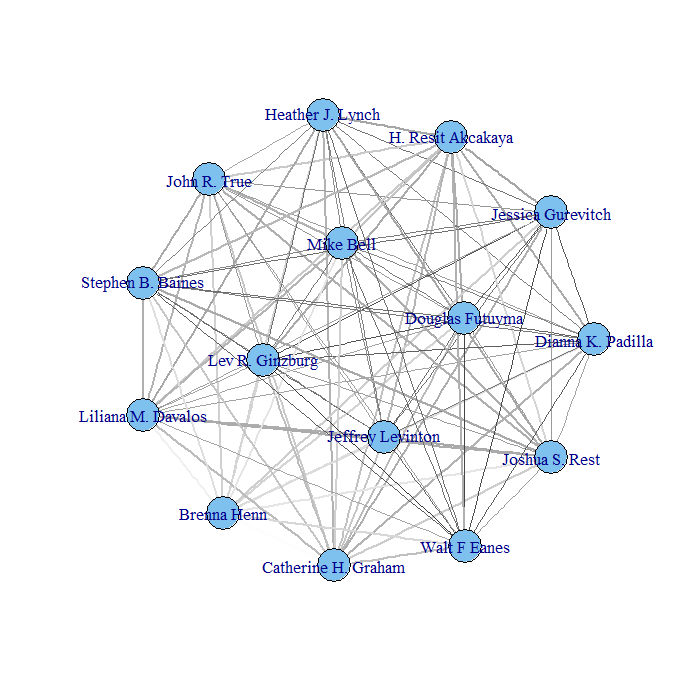 Heather J. Lynch
H. Resit Akcakaya
John R. True
Jessica Gurevitch
Mike Bell
Stephen B. Baines
Douglas Futuyma
Dianna K. Padilla
Lev R. Ginzburg
Liliana M. Davalos
Jeffrey Levinton
Joshua S. Rest
Brenna Henn
Walt F Eanes
Catherine H. Graham